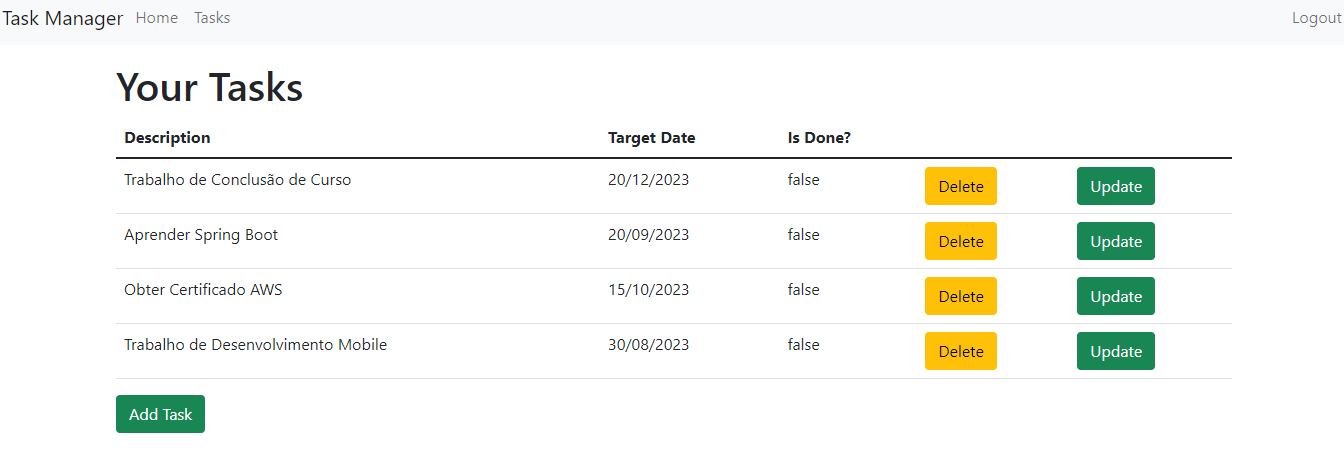 Task Manager Home Tasks Logout
Your Tasks
Description Target Date Is Done?
Trabalho de Conclusão de Curso 20/12/2023 false Delete Update
Aprender Spring Boot 20/09/2023 false Delete Update
Obter Certificado AWS 15/10/2023 false Delete Update
Trabalho de Desenvolvimento Mobile 30/08/2023 false Delete Update
Add Task